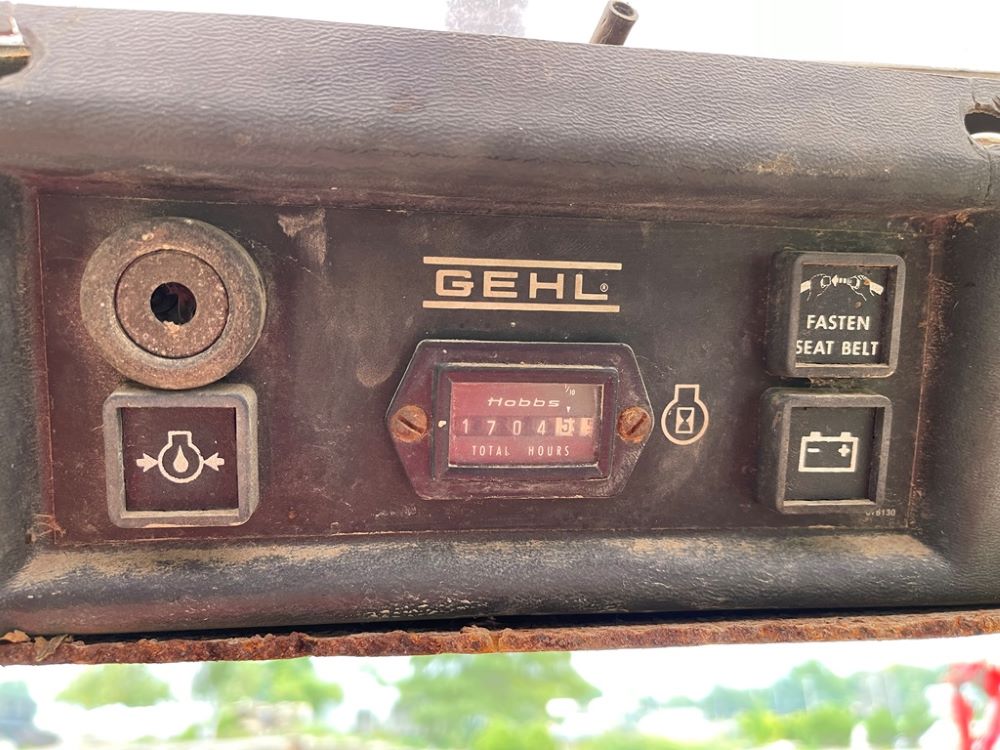 GEHL®
FASTEN
SEAT BELT
1/10
Hobbs
1 7 0 4 5
TOTAL HOURS